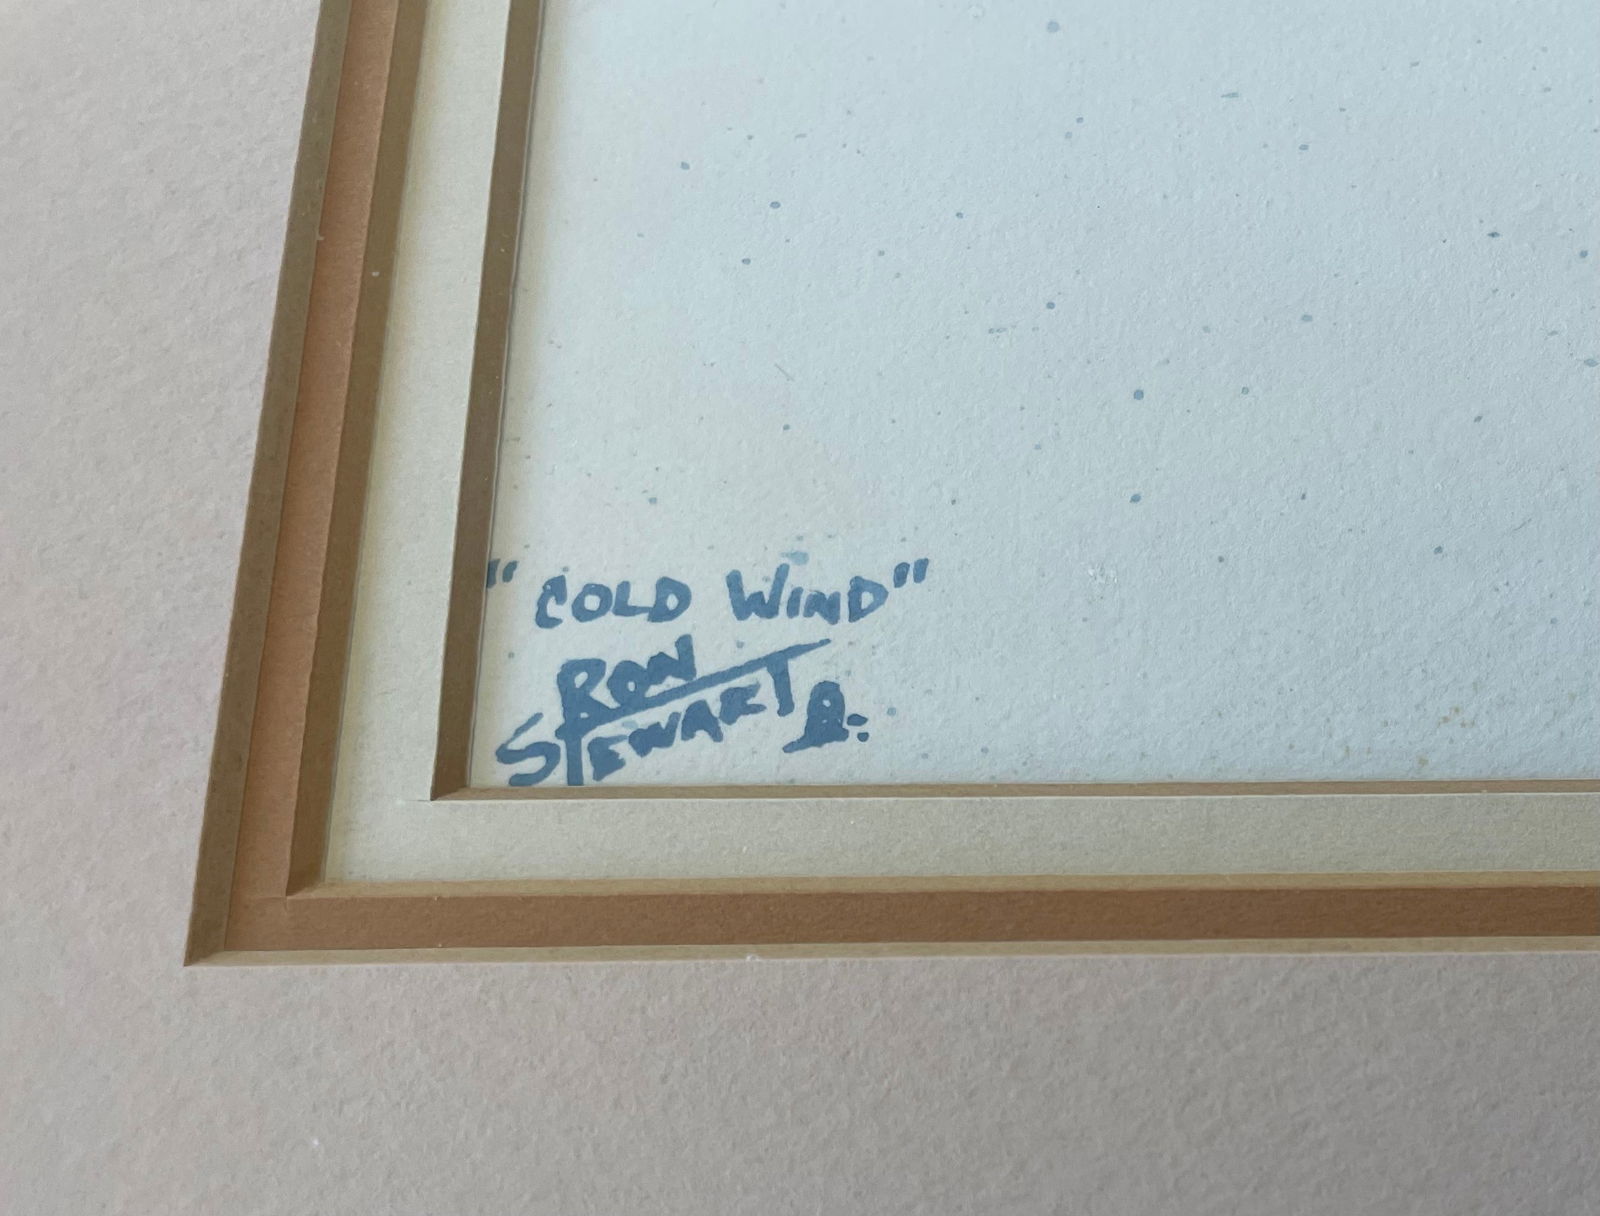 "COLD WIND"
RON
STEWART